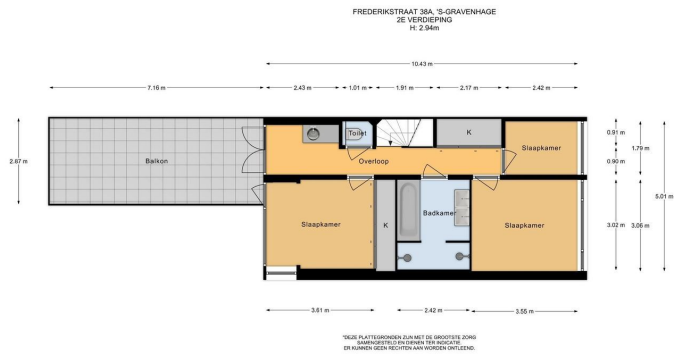 FREDERIKSTRAAT 38A, 'S-GRAVENHAGE
2E VERDIEPING
H: 2.94m
10.43 m
7.16 m
2.43 m
1.01 m
1.91 m
2.17 m
2.42 m
Toilet
K
Slaapkamer
0.91 m
1.79 m
2.87 m
Balkon
Overloop
0.90 m
5.01 m
Slaapkamer
K
Badkamer
Slaapkamer
3.02 m
3.06 m
3.61 m
2.42 m
3.55 m
*DEZE PLATTEGRONDEN ZIJN MET DE GROOTSTE ZORG
SAMENGESTELD EN DIENEN TER INDICATIE.
ER KUNNEN GEEN RECHTEN AAN WORDEN ONTLEEND.